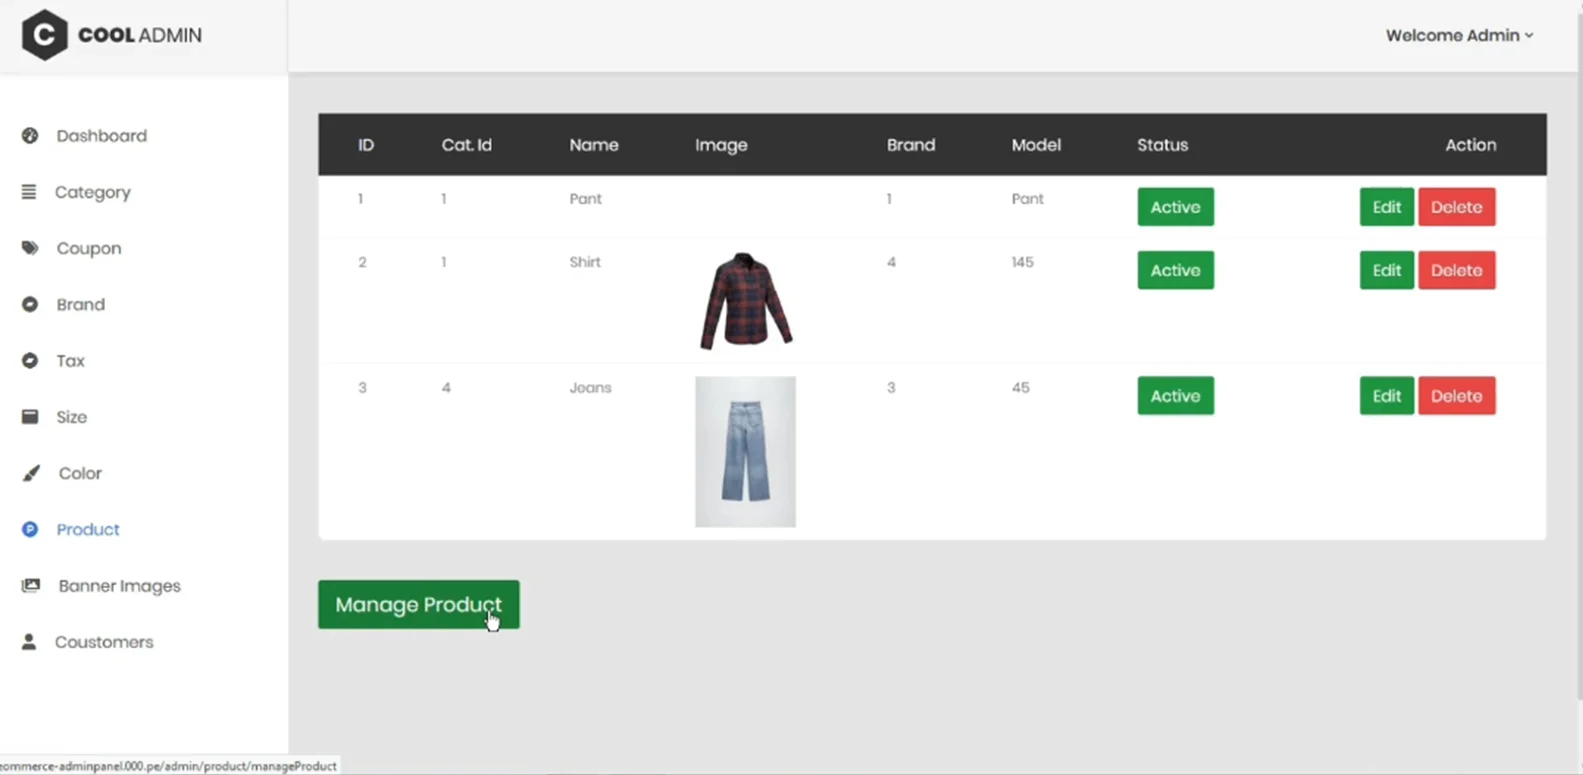 C COOL ADMIN
Welcome Admin
Dashboard
Category
Coupon
Brand
Tax
Size
Color
P Product
Banner Images
Coustomers
ID Cat. Id Name Image Brand Model Status Action
1 1 Pant 1 Pant Active Edit Delete
2 1 Shirt 4 145 Active Edit Delete
3 4 Jeans 3 45 Active Edit Delete
Manage Product
ommerce-adminpanel.000.pe/admin/product/manageProduct